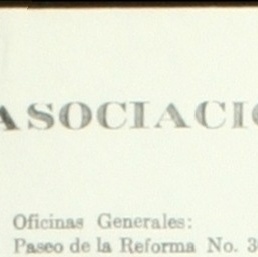 ASOCIACI
Oficinas Generales:
Paseo de la Reforma No. 3